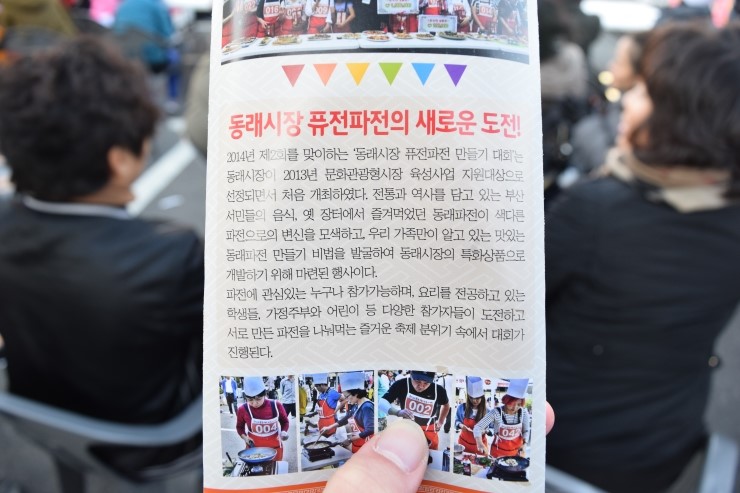 동래시장 퓨전파전의 새로운 도전!
2014년 제2회를 맞이하는 '동래시장 퓨전파전 만들기 대회'는
동래시장이 2013년 문화관광형시장 육성사업 지원대상으로
선정되면서 처음 개최하였다. 전통과 역사를 담고 있는 부산
서민들의 음식, 옛 장터에서 즐겨먹었던 동래파전이 색다른
파전으로의 변신을 모색하고, 우리 가족만이 알고 있는 맛있는
동래파전 만들기 비법을 발굴하여 동래시장의 특화상품으로
개발하기 위해 마련된 행사이다.
파전에 관심있는 누구나 참가가능하며, 요리를 전공하고 있는
학생들, 가정주부와 어린이 등 다양한 참가자들이 도전하고
서로 만든 파전을 나눠먹는 즐거운 축제 분위기 속에서 대회가
진행된다.
004
002
042